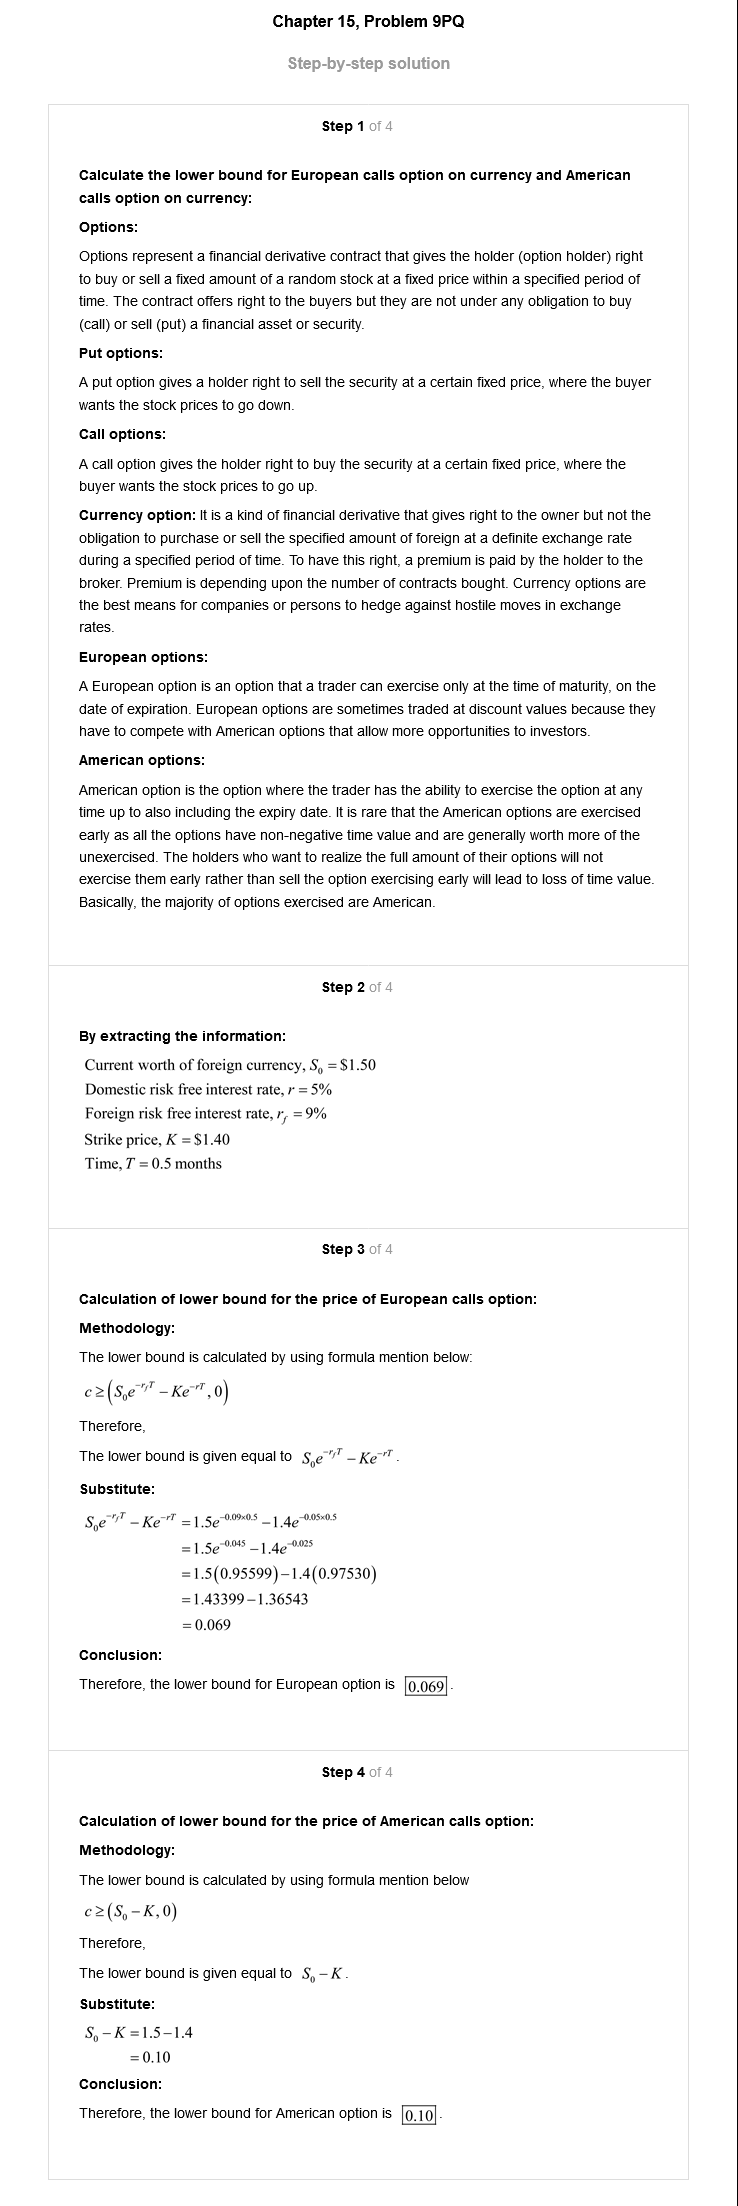 Chapter 15, Problem 9PQ
Step-by-step solution
Step 1 of 4
Calculate the lower bound for European calls option on currency and American
calls option on currency:
Options:
Options represent a financial derivative contract that gives the holder (option holder) right
to buy or sell a fixed amount of a random stock at a fixed price within a specified period of
time. The contract offers right to the buyers but they are not under any obligation to buy
(call) or sell (put) a financial asset or security.
Put options:
A put option gives a holder right to sell the security at a certain fixed price, where the buyer
wants the stock prices to go down.
Call options:
A call option gives the holder right to buy the security at a certain fixed price, where the
buyer wants the stock prices to go up.
Currency option: It is a kind of financial derivative that gives right to the owner but not the
obligation to purchase or sell the specified amount of foreign at a definite exchange rate
during a specified period of time. To have this right, a premium is paid by the holder to the
broker. Premium is depending upon the number of contracts bought. Currency options are
the best means for companies or persons to hedge against hostile moves in exchange
rates.
European options:
A European option is an option that a trader can exercise only at the time of maturity, on the
date of expiration. European options are sometimes traded at discount values because they
have to compete with American options that allow more opportunities to investors.
American options:
American option is the option where the trader has the ability to exercise the option at any
time up to also including the expiry date. It is rare that the American options are exercised
early as all the options have non-negative time value and are generally worth more of the
unexercised. The holders who want to realize the full amount of their options will not
exercise them early rather than sell the option exercising early will lead to loss of time value.
Basically, the majority of options exercised are American.
Step 2 of 4
By extracting the information:
Current worth of foreign currency, S₀ = $1.50
Domestic risk free interest rate, r = 5%
Foreign risk free interest rate, r_f = 9%
Strike price, K = $1.40
Time, T = 0.5 months
Step 3 of 4
Calculation of lower bound for the price of European calls option:
Methodology:
The lower bound is calculated by using formula mention below:
c ≥ (S₀e^(-r_f T) − Ke^(-rT), 0)
Therefore,
The lower bound is given equal to S₀e^(-r_f T) − Ke^(-rT) .
Substitute:
S₀e^(-r_f T) − Ke^(-rT) = 1.5e^(-0.09×0.5) − 1.4e^(-0.05×0.5)
= 1.5e^(-0.045) − 1.4e^(-0.025)
= 1.5(0.95599) − 1.4(0.97530)
= 1.43399 − 1.36543
= 0.069
Conclusion:
Therefore, the lower bound for European option is 0.069 .
Step 4 of 4
Calculation of lower bound for the price of American calls option:
Methodology:
The lower bound is calculated by using formula mention below
c ≥ (S₀ − K, 0)
Therefore,
The lower bound is given equal to S₀ − K .
Substitute:
S₀ − K = 1.5 − 1.4
= 0.10
Conclusion:
Therefore, the lower bound for American option is 0.10 .